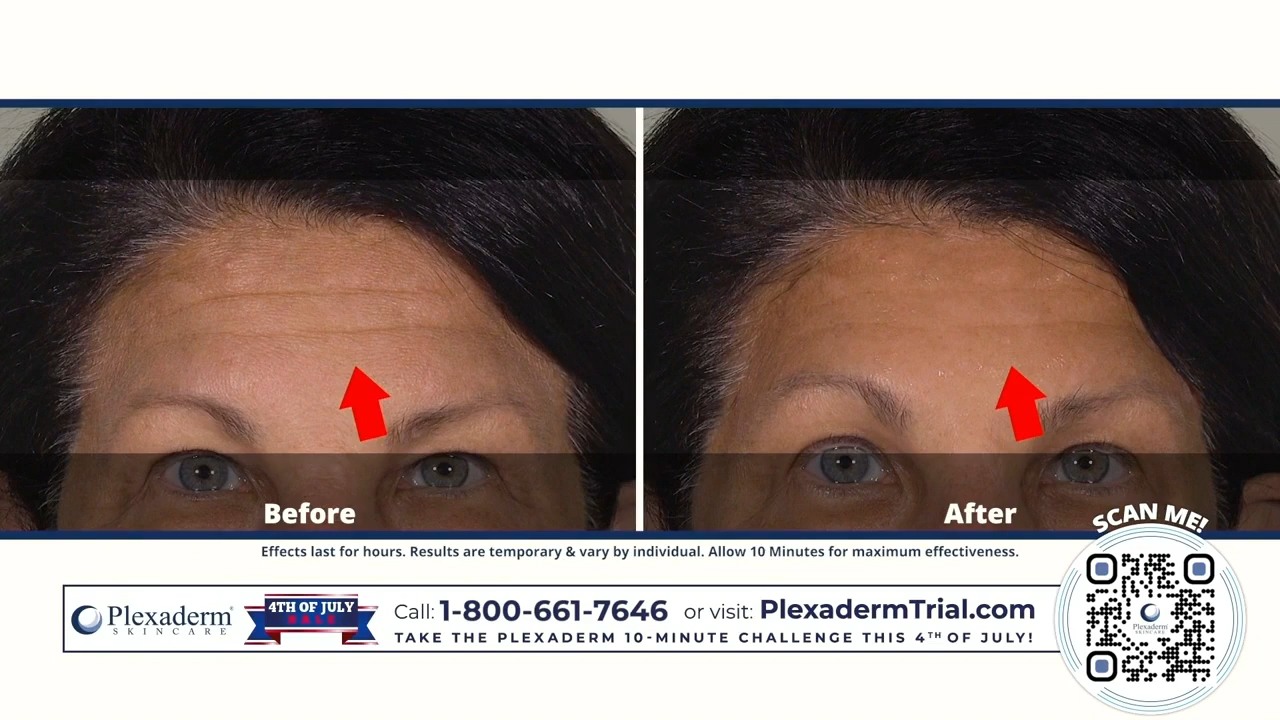 Before
After
SCAN ME!
Effects last for hours. Results are temporary & vary by individual. Allow 10 Minutes for maximum effectiveness.
Plexaderm®
SKINCARE
4TH OF JULY
SALE
Call: 1-800-661-7646 or visit: PlexadermTrial.com
TAKE THE PLEXADERM 10-MINUTE CHALLENGE THIS 4TH OF JULY!
Plexaderm
SKINCARE